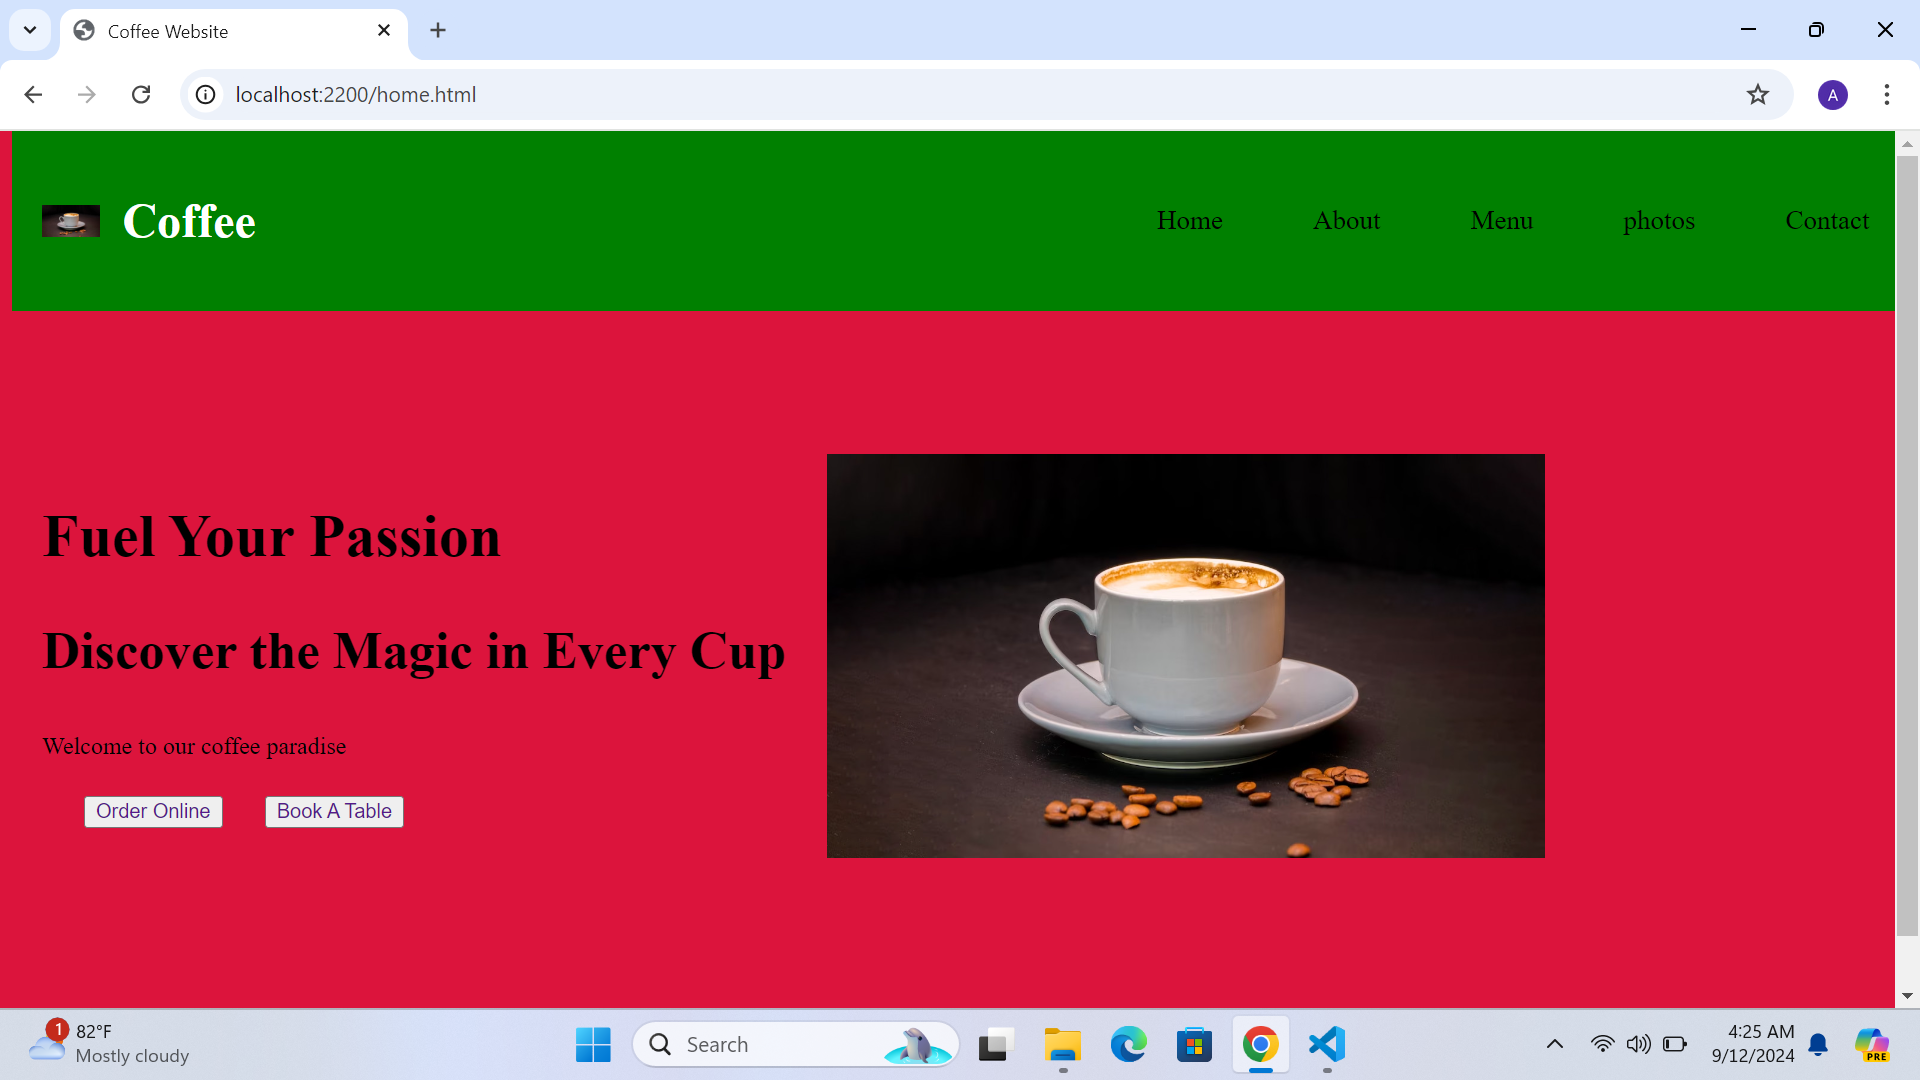 Coffee Website
localhost:2200/home.html
A
Coffee
Home About Menu photos Contact
Fuel Your Passion
Discover the Magic in Every Cup
Welcome to our coffee paradise
Order Online Book A Table
1
82°F
Mostly cloudy
Search
4:25 AM
9/12/2024
PRE